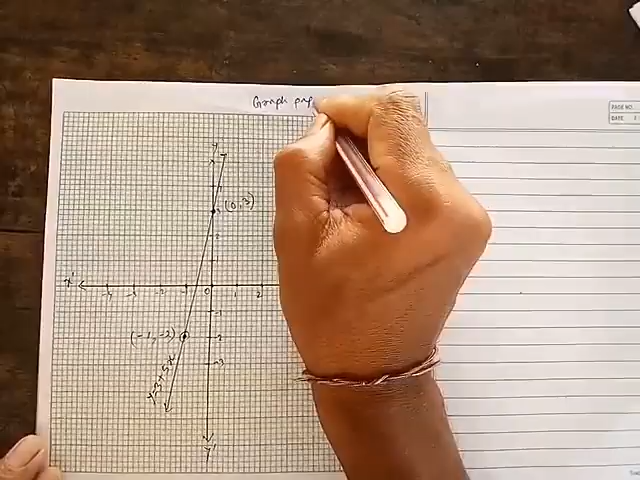 Graph pap
PAGE NO.
DATE
y
(0,3)
3
2
x' -4 -3 -2 -1 0 1 2
-1
(-1,-2) -2
-3
y=3+5x
y'